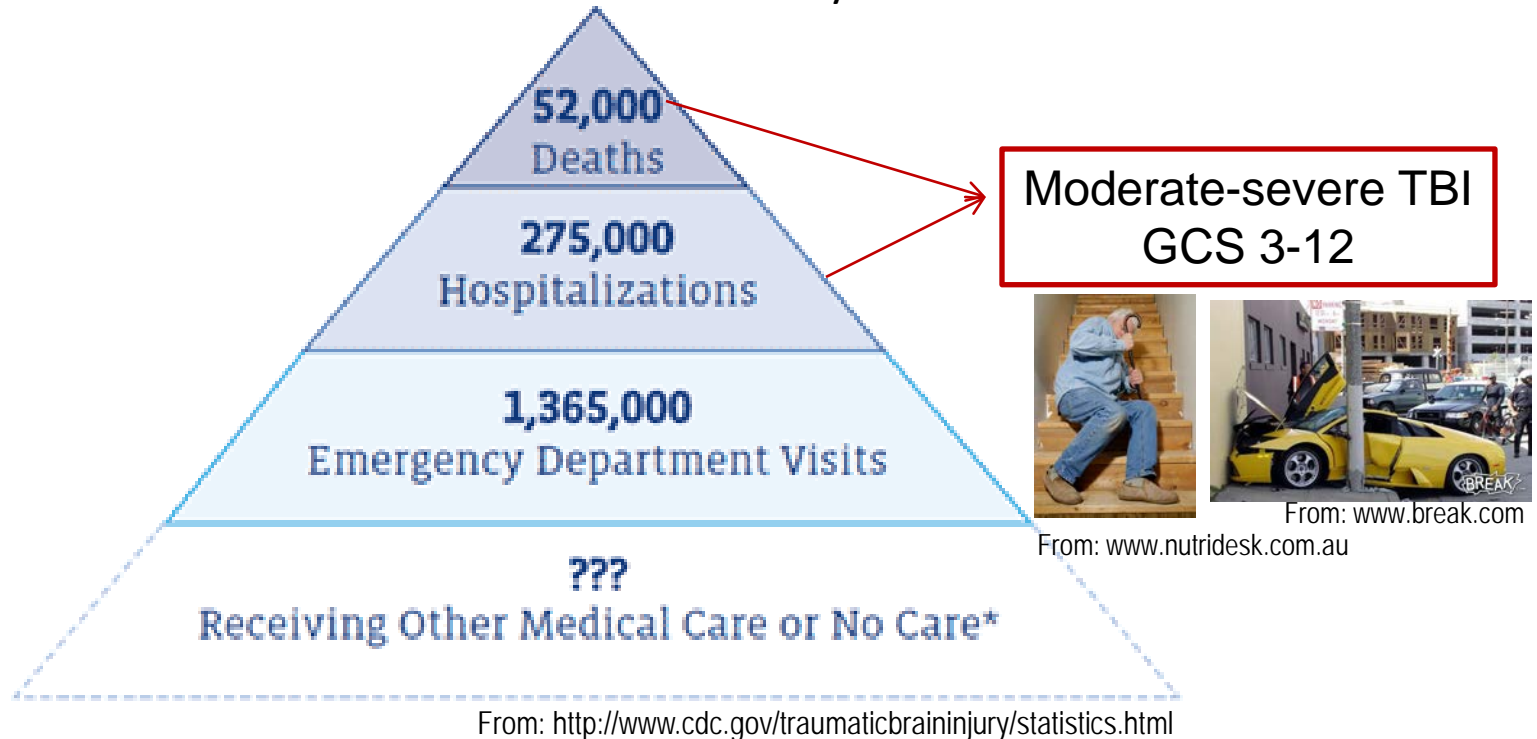 52,000
Deaths
275,000
Hospitalizations
1,365,000
Emergency Department Visits
???
Receiving Other Medical Care or No Care*
Moderate-severe TBI
GCS 3-12
BREAK
From: www.break.com
From: www.nutridesk.com.au
From: http://www.cdc.gov/traumaticbraininjury/statistics.html